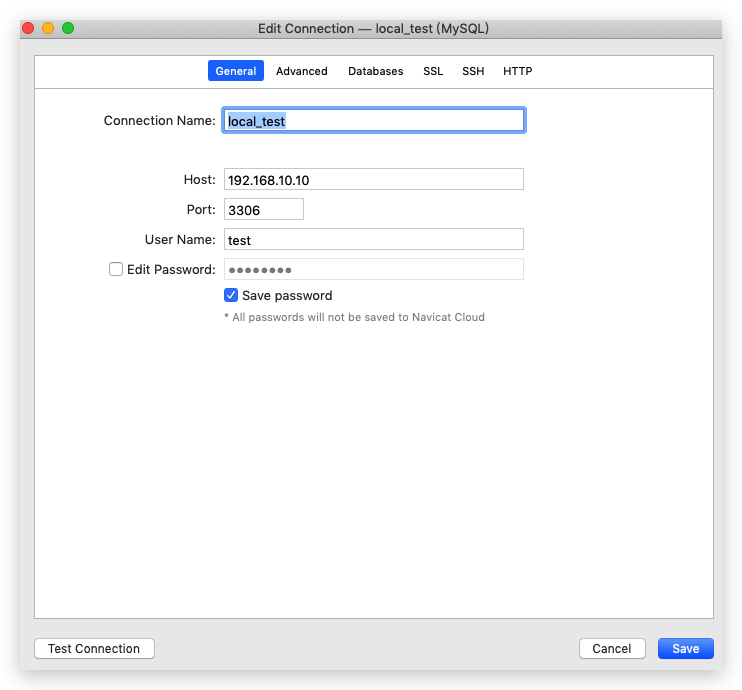 Edit Connection — local_test (MySQL)
General Advanced Databases SSL SSH HTTP
Connection Name: local_test
Host: 192.168.10.10
Port: 3306
User Name: test
Edit Password: ●●●●●●●●
Save password
* All passwords will not be saved to Navicat Cloud
Test Connection Cancel Save